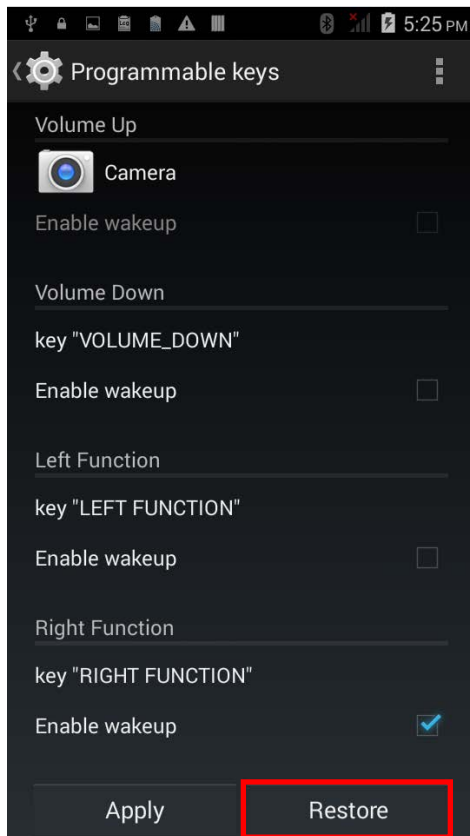 5:25 PM
Programmable keys
Volume Up
Camera
Enable wakeup
Volume Down
key "VOLUME_DOWN"
Enable wakeup
Left Function
key "LEFT FUNCTION"
Enable wakeup
Right Function
key "RIGHT FUNCTION"
Enable wakeup
Apply Restore